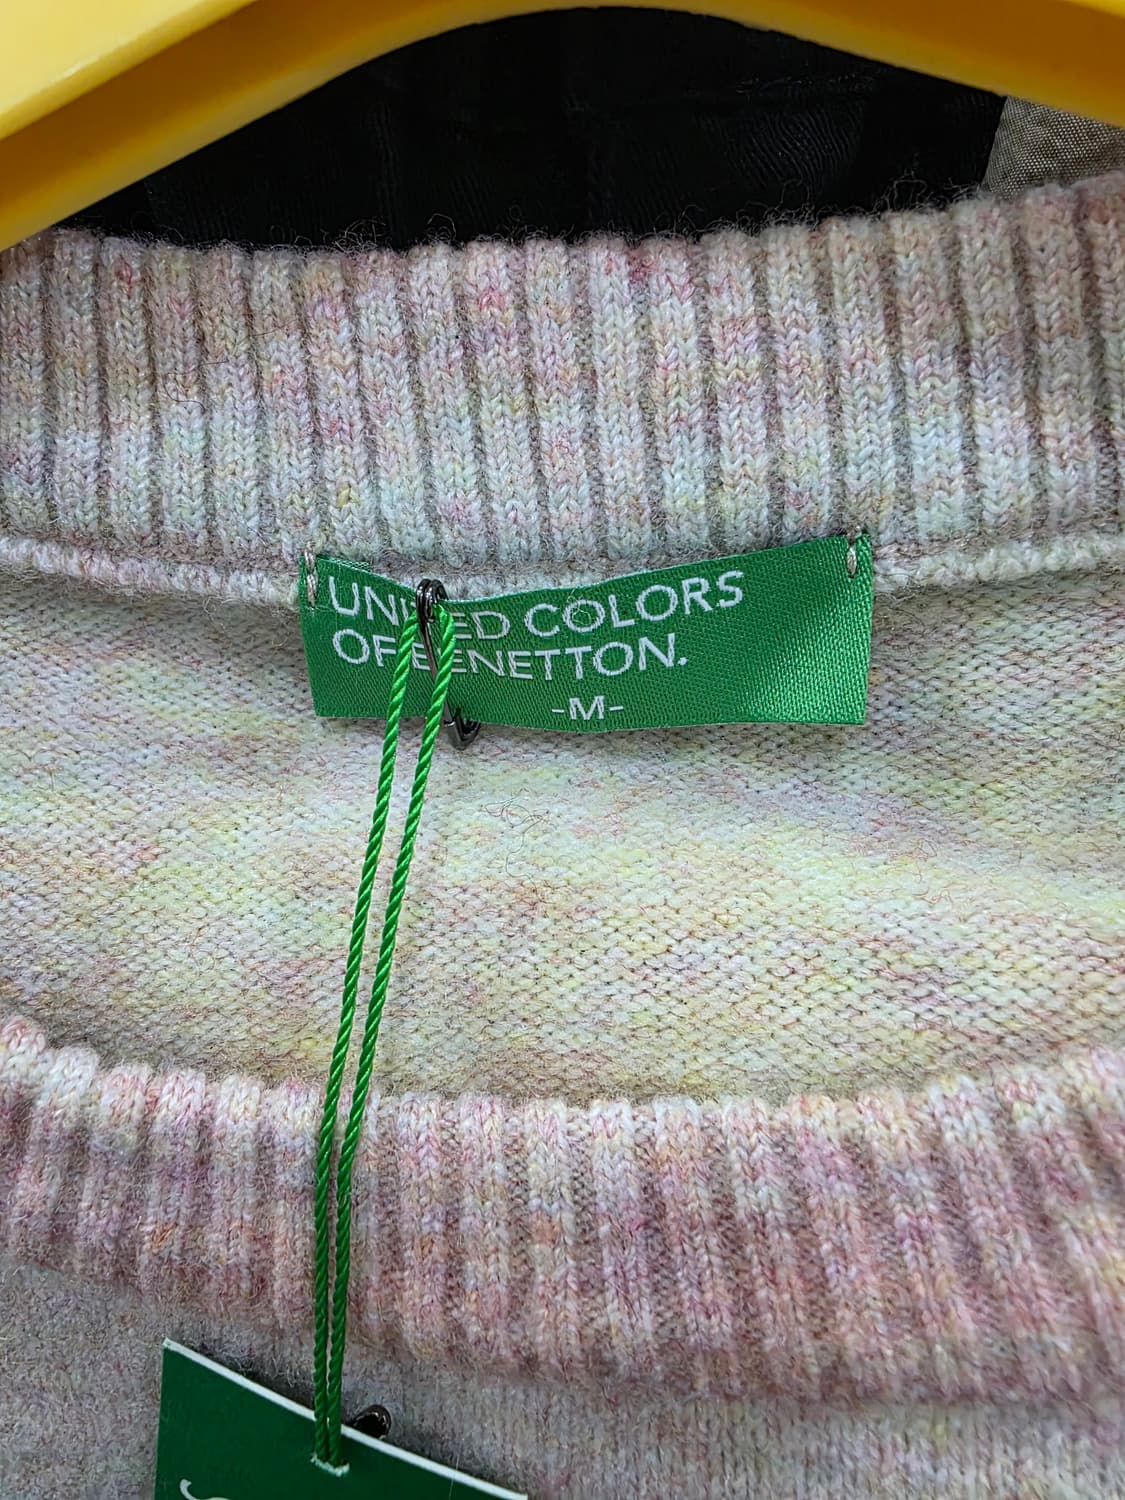 UNITED COLORS
OF BENETTON.
-M-